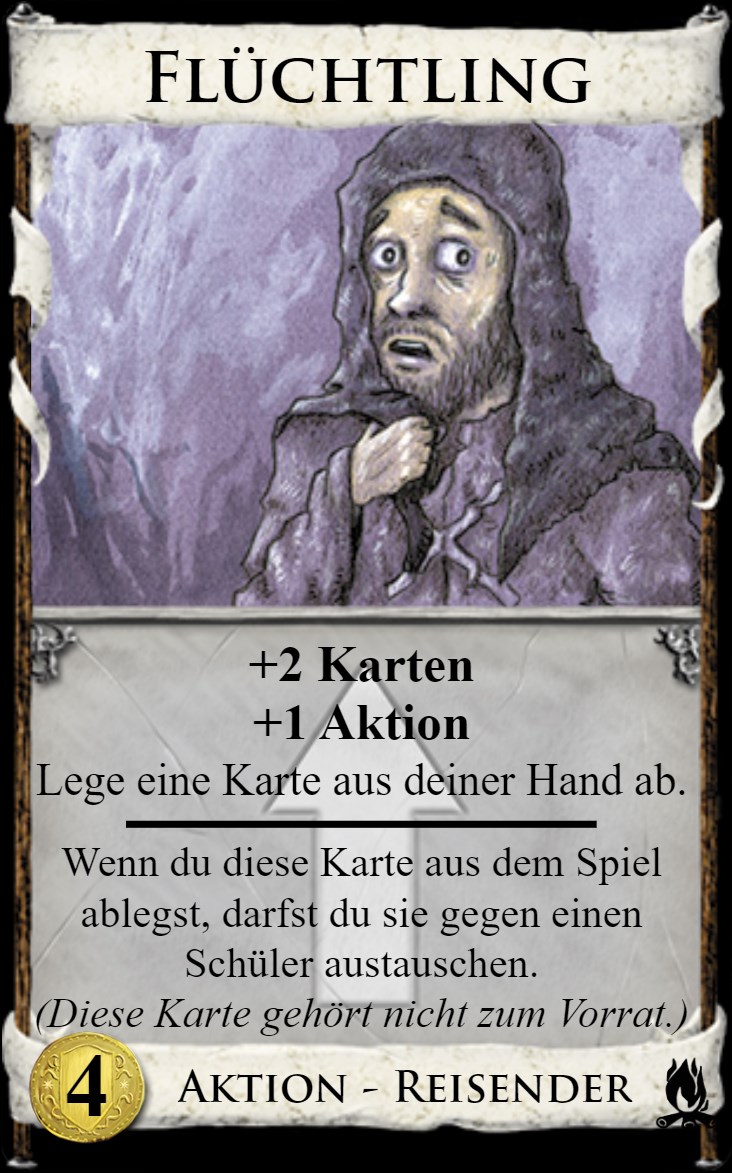 Flüchtling
+2 Karten
+1 Aktion
Lege eine Karte aus deiner Hand ab.
Wenn du diese Karte aus dem Spiel
ablegst, darfst du sie gegen einen
Schüler austauschen.
(Diese Karte gehört nicht zum Vorrat.)
4 Aktion - Reisender